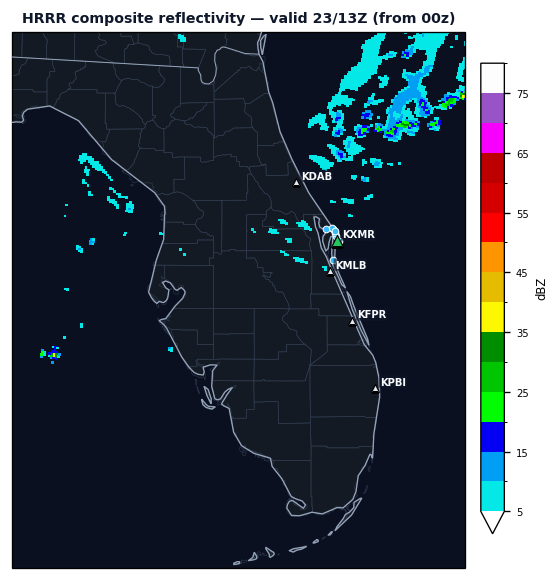 HRRR composite reflectivity — valid 23/13Z (from 00z)
KDAB
KXMR
KMLB
KFPR
KPBI
75
65
55
45
35
25
15
5
dBZ